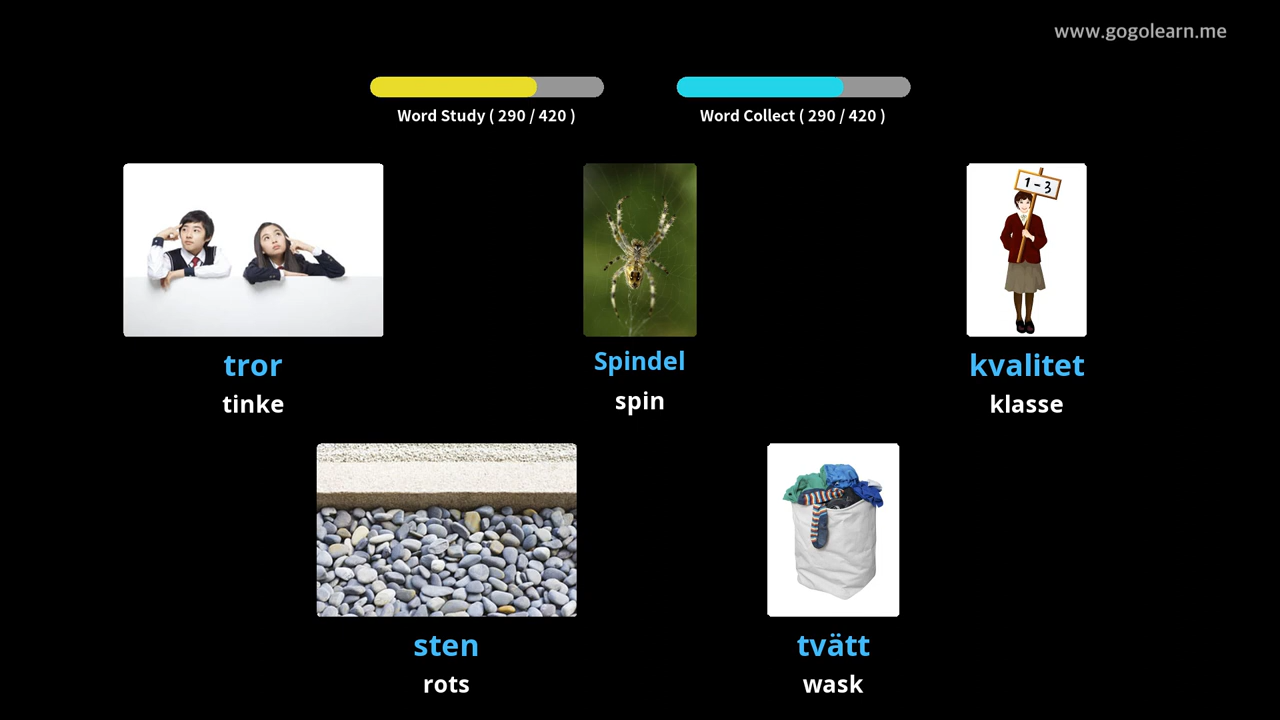 www.gogolearn.me
Word Study ( 290 / 420 )
Word Collect ( 290 / 420 )
1 - 3
tror
tinke
Spindel
spin
kvalitet
klasse
sten
rots
tvätt
wask